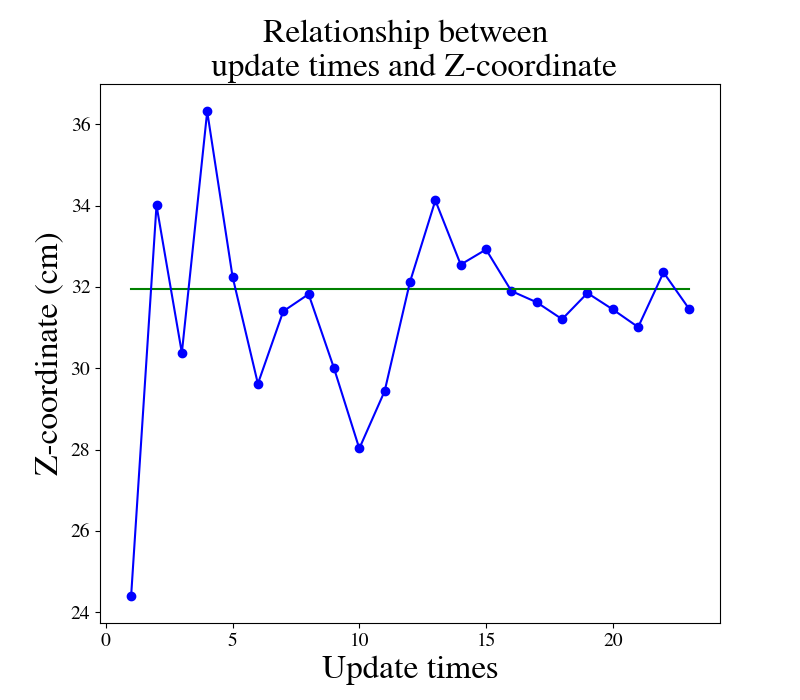 Relationship between
update times and Z-coordinate
Z-coordinate (cm)
36
34
32
30
28
26
24
0 5 10 15 20
Update times